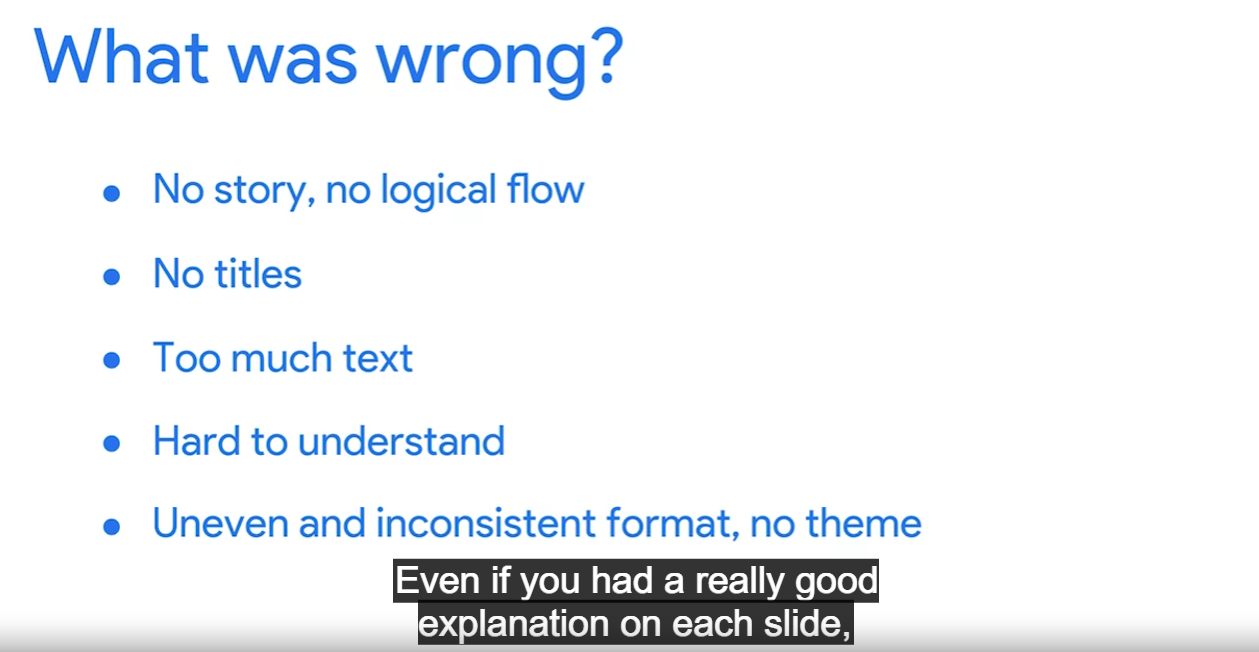 What was wrong?
No story, no logical flow
No titles
Too much text
Hard to understand
Uneven and inconsistent format, no theme
Even if you had a really good
explanation on each slide,